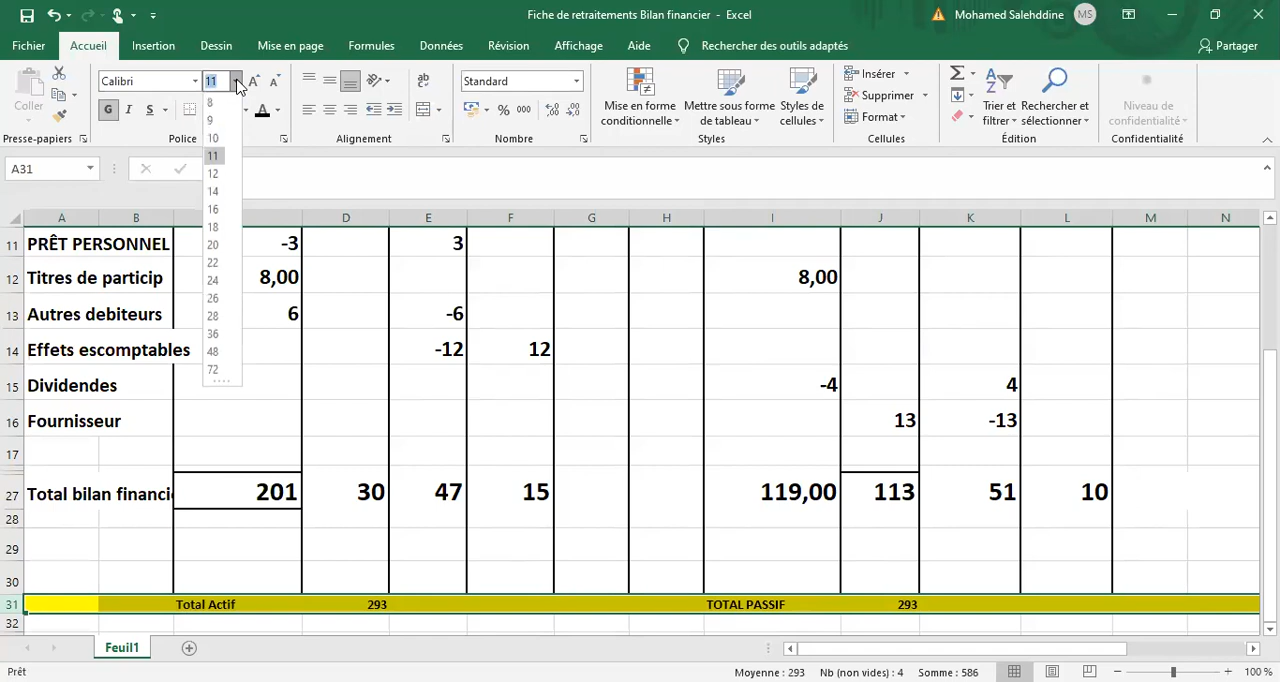 Fiche de retraitements Bilan financier - Excel
Mohamed Salehddine MS
Fichier Accueil Insertion Dessin Mise en page Formules Données Révision Affichage Aide Rechercher des outils adaptés Partager
Coller
Calibri 11
G I S
Standard
% 000
Mise en forme conditionnelle
Mettre sous forme de tableau
Styles de cellules
Insérer
Supprimer
Format
Trier et filtrer
Rechercher et sélectionner
Niveau de confidentialité
Presse-papiers Police Alignement Nombre Styles Cellules Édition Confidentialité
8
9
10
11
12
14
16
18
20
22
24
26
28
36
48
72
A31
A B D E F G H I J K L M N
11 PRÊT PERSONNEL -3 3
12 Titres de particip 8,00 8,00
13 Autres debiteurs 6 -6
14 Effets escomptables -12 12
15 Dividendes -4 4
16 Fournisseur 13 -13
17
27 Total bilan financi 201 30 47 15 119,00 113 51 10
28
29
30
31 Total Actif 293 TOTAL PASSIF 293
32
Feuil1
Prêt Moyenne : 293 Nb (non vides) : 4 Somme : 586 100 %